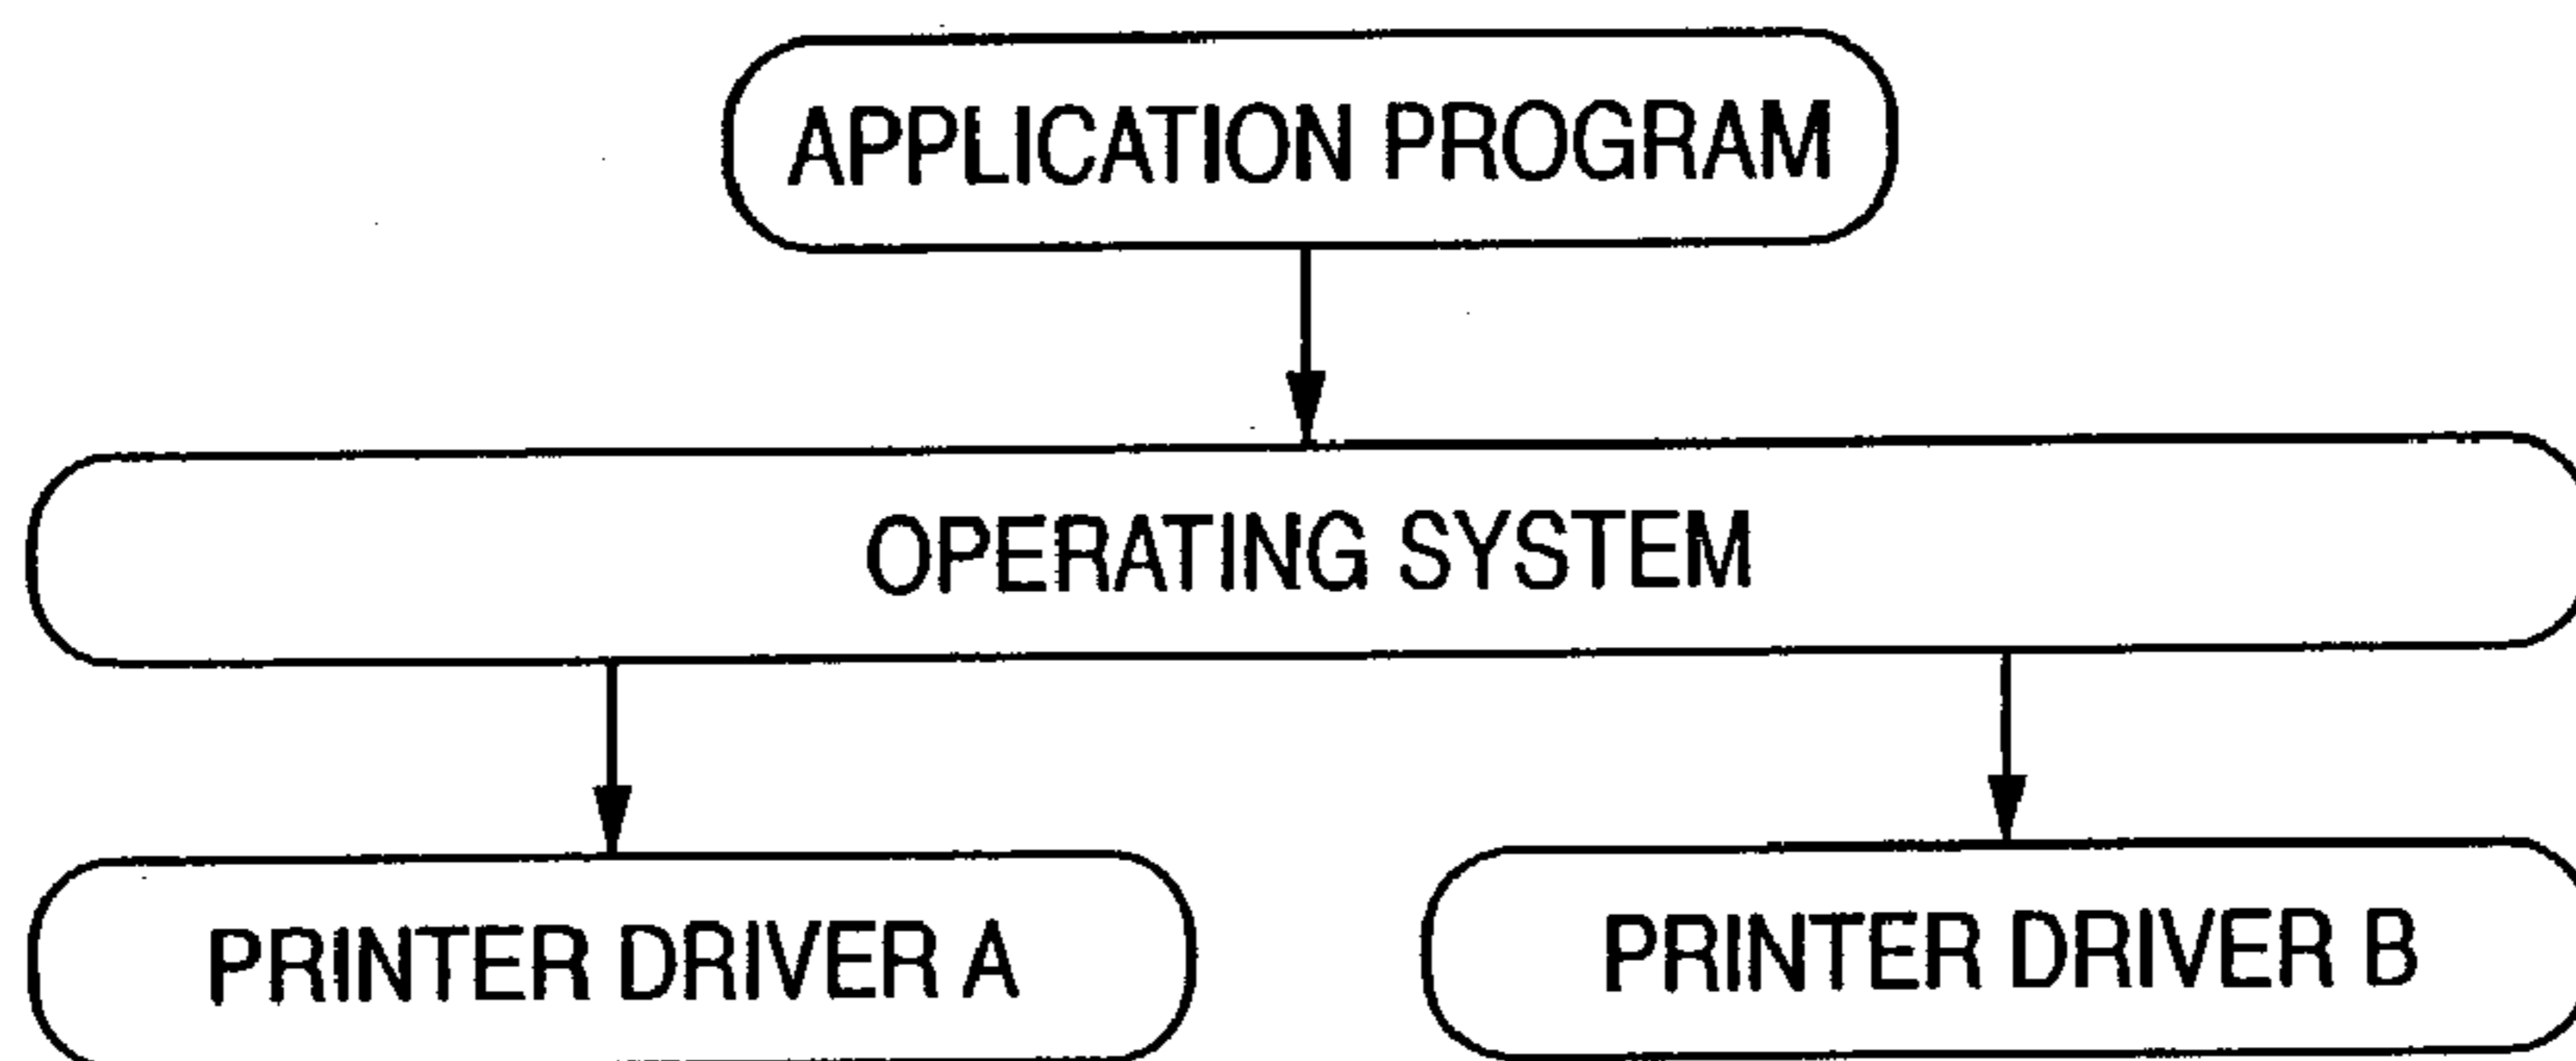 APPLICATION PROGRAM
OPERATING SYSTEM
PRINTER DRIVER A
PRINTER DRIVER B